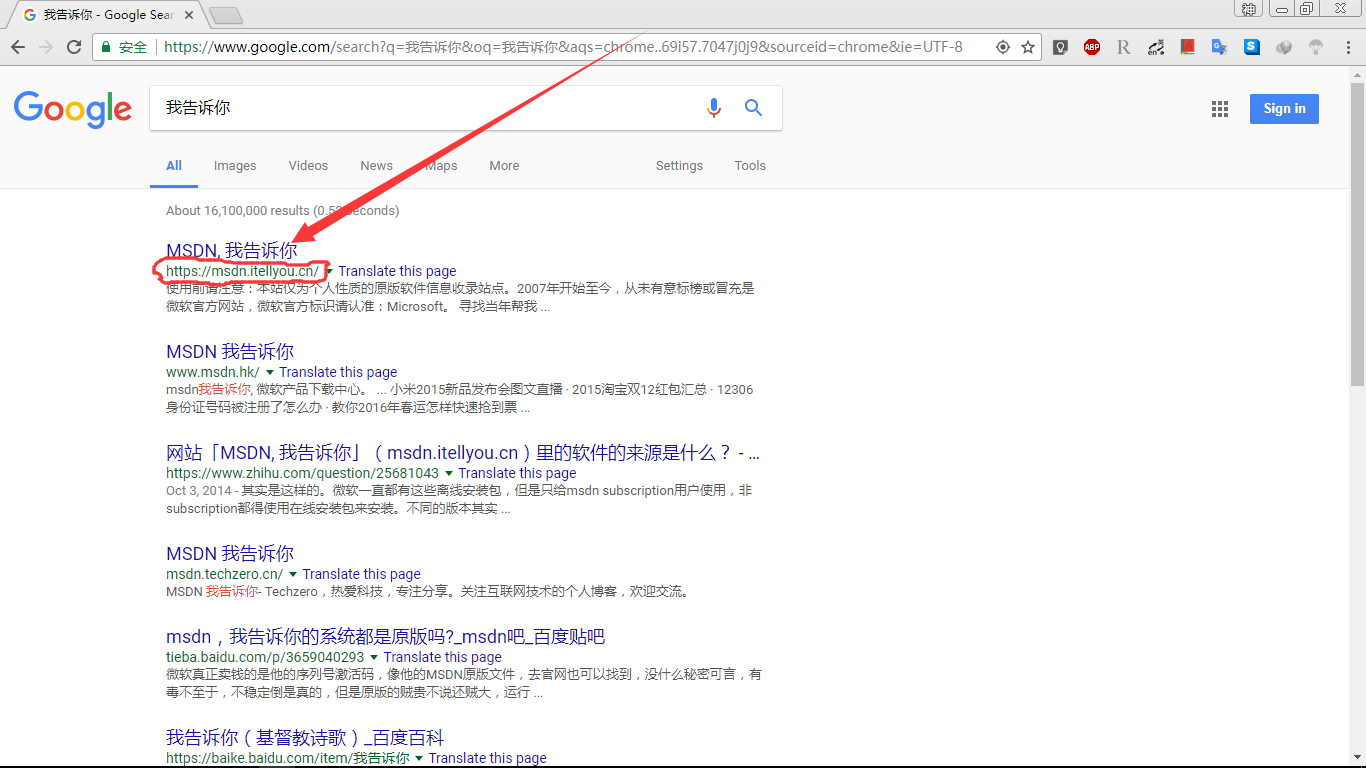 我告诉你 - Google Sear
安全 https://www.google.com/search?q=我告诉你&oq=我告诉你&aqs=chrome..69i57.7047j0j9&sourceid=chrome&ie=UTF-8
ABP R en
Google 我告诉你 Sign in
All Images Videos News Maps More Settings Tools
About 16,100,000 results (0.52 seconds)
MSDN, 我告诉你
https://msdn.itellyou.cn/ Translate this page
使用前请注意：本站仅为个人性质的原版软件信息收录站点。2007年开始至今，从未有意标榜或冒充是
微软官方网站，微软官方标识请认准：Microsoft。 寻找当年帮我 ...
MSDN 我告诉你
www.msdn.hk/ Translate this page
msdn我告诉你, 微软产品下载中心。 ... 小米2015新品发布会图文直播 · 2015淘宝双12红包汇总 · 12306
身份证号码被注册了怎么办 · 教你2016年春运怎样快速抢到票 ...
网站「MSDN, 我告诉你」（msdn.itellyou.cn）里的软件的来源是什么？ - ...
https://www.zhihu.com/question/25681043 Translate this page
Oct 3, 2014 - 其实是这样的。微软一直都有这些离线安装包，但是只给msdn subscription用户使用，非
subscription都得使用在线安装包来安装。不同的版本其实 ...
MSDN 我告诉你
msdn.techzero.cn/ Translate this page
MSDN 我告诉你- Techzero，热爱科技，专注分享。关注互联网技术的个人博客，欢迎交流。
msdn，我告诉你的系统都是原版吗?_msdn吧_百度贴吧
tieba.baidu.com/p/3659040293 Translate this page
微软真正卖钱的是他的序列号激活码，像他的MSDN原版文件，去官网也可以找到，没什么秘密可言，有
毒不至于，不稳定倒是真的，但是原版的贼贵不说还贼大，运行 ...
我告诉你（基督教诗歌）_百度百科
https://baike.baidu.com/item/我告诉你 Translate this page